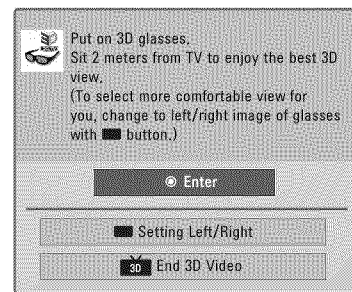 Put on 3D glasses.
Sit 2 meters from TV to enjoy the best 3D
view.
(To select more comfortable view for
you, change to left/right image of glasses
with button.)
Enter
Setting Left/Right
3D End 3D Video